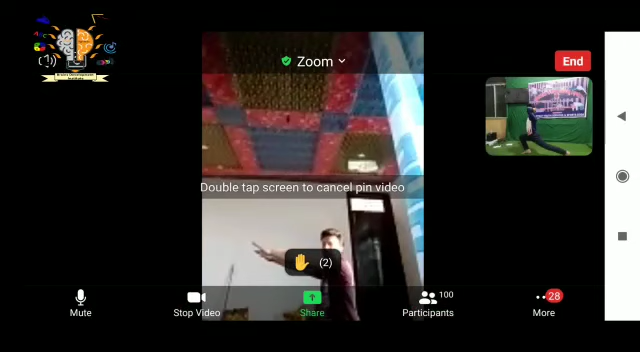 Zoom
End
Double tap screen to cancel pin video
(2)
100
28
Mute
Stop Video
Share
Participants
More